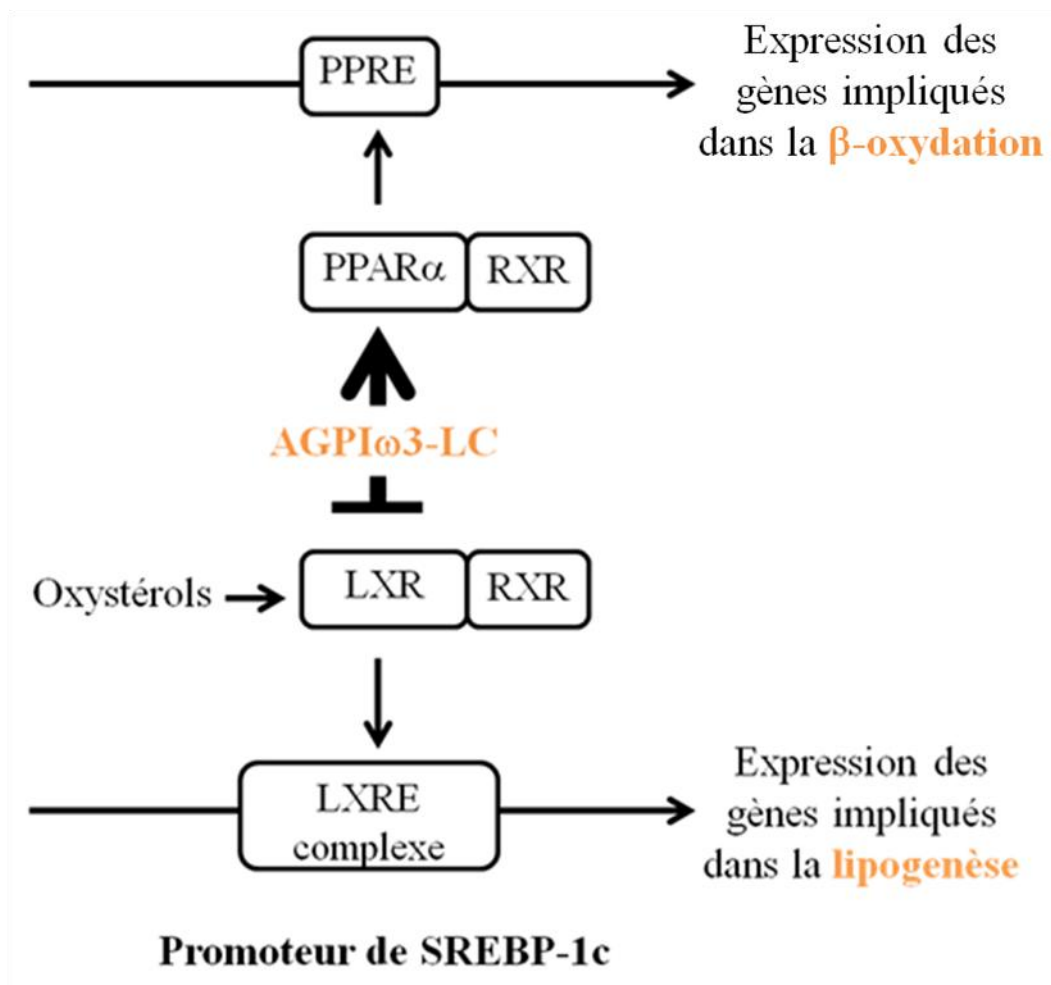 PPRE
Expression des
gènes impliqués
dans la β-oxydation
PPARα RXR
AGPIω3-LC
Oxystérols
LXR RXR
LXRE
complexe
Expression des
gènes impliqués
dans la lipogenèse
Promoteur de SREBP-1c